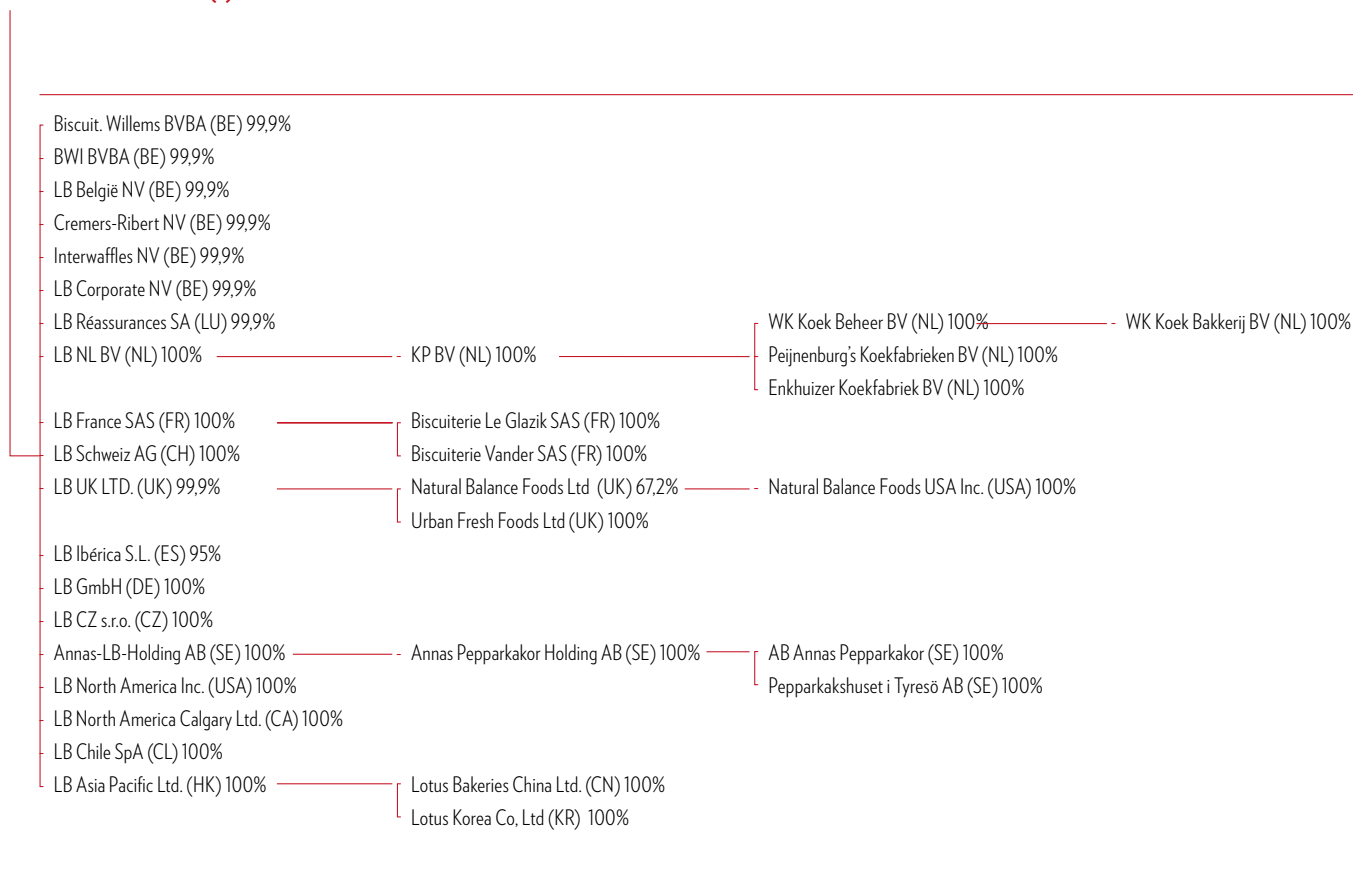 Biscuit. Willems BVBA (BE) 99,9%
BWI BVBA (BE) 99,9%
LB België NV (BE) 99,9%
Cremers-Ribert NV (BE) 99,9%
Interwaffles NV (BE) 99,9%
LB Corporate NV (BE) 99,9%
LB Réassurances SA (LU) 99,9%
WK Koek Beheer BV (NL) 100%
WK Koek Bakkerij BV (NL) 100%
LB NL BV (NL) 100%
KP BV (NL) 100%
Peijnenburg's Koekfabrieken BV (NL) 100%
Enkhuizer Koekfabriek BV (NL) 100%
LB France SAS (FR) 100%
Biscuiterie Le Glazik SAS (FR) 100%
LB Schweiz AG (CH) 100%
Biscuiterie Vander SAS (FR) 100%
LB UK LTD. (UK) 99,9%
Natural Balance Foods Ltd (UK) 67,2%
Natural Balance Foods USA Inc. (USA) 100%
Urban Fresh Foods Ltd (UK) 100%
LB Ibérica S.L. (ES) 95%
LB GmbH (DE) 100%
LB CZ s.r.o. (CZ) 100%
Annas-LB-Holding AB (SE) 100%
Annas Pepparkakor Holding AB (SE) 100%
AB Annas Pepparkakor (SE) 100%
LB North America Inc. (USA) 100%
Pepparkakshuset i Tyresö AB (SE) 100%
LB North America Calgary Ltd. (CA) 100%
LB Chile SpA (CL) 100%
LB Asia Pacific Ltd. (HK) 100%
Lotus Bakeries China Ltd. (CN) 100%
Lotus Korea Co, Ltd (KR) 100%